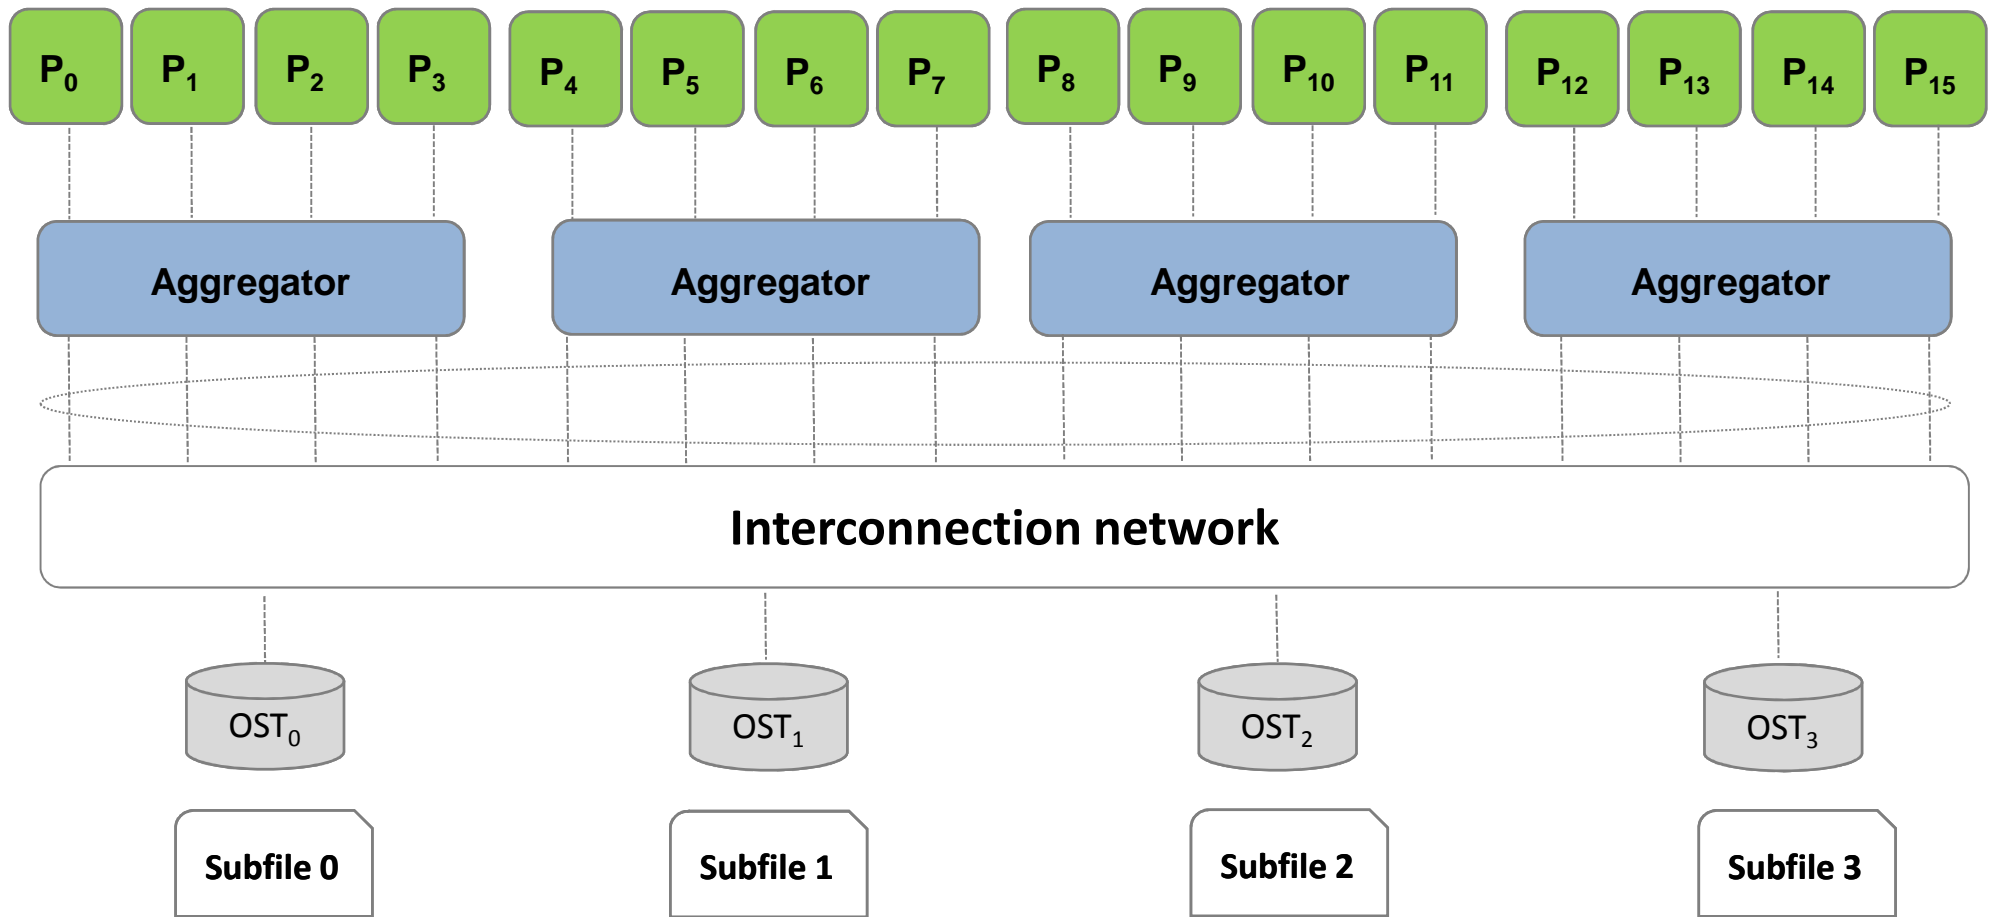 P0 P1 P2 P3 P4 P5 P6 P7 P8 P9 P10 P11 P12 P13 P14 P15
Aggregator Aggregator Aggregator Aggregator
Interconnection network
OST0 OST1 OST2 OST3
Subfile 0 Subfile 1 Subfile 2 Subfile 3